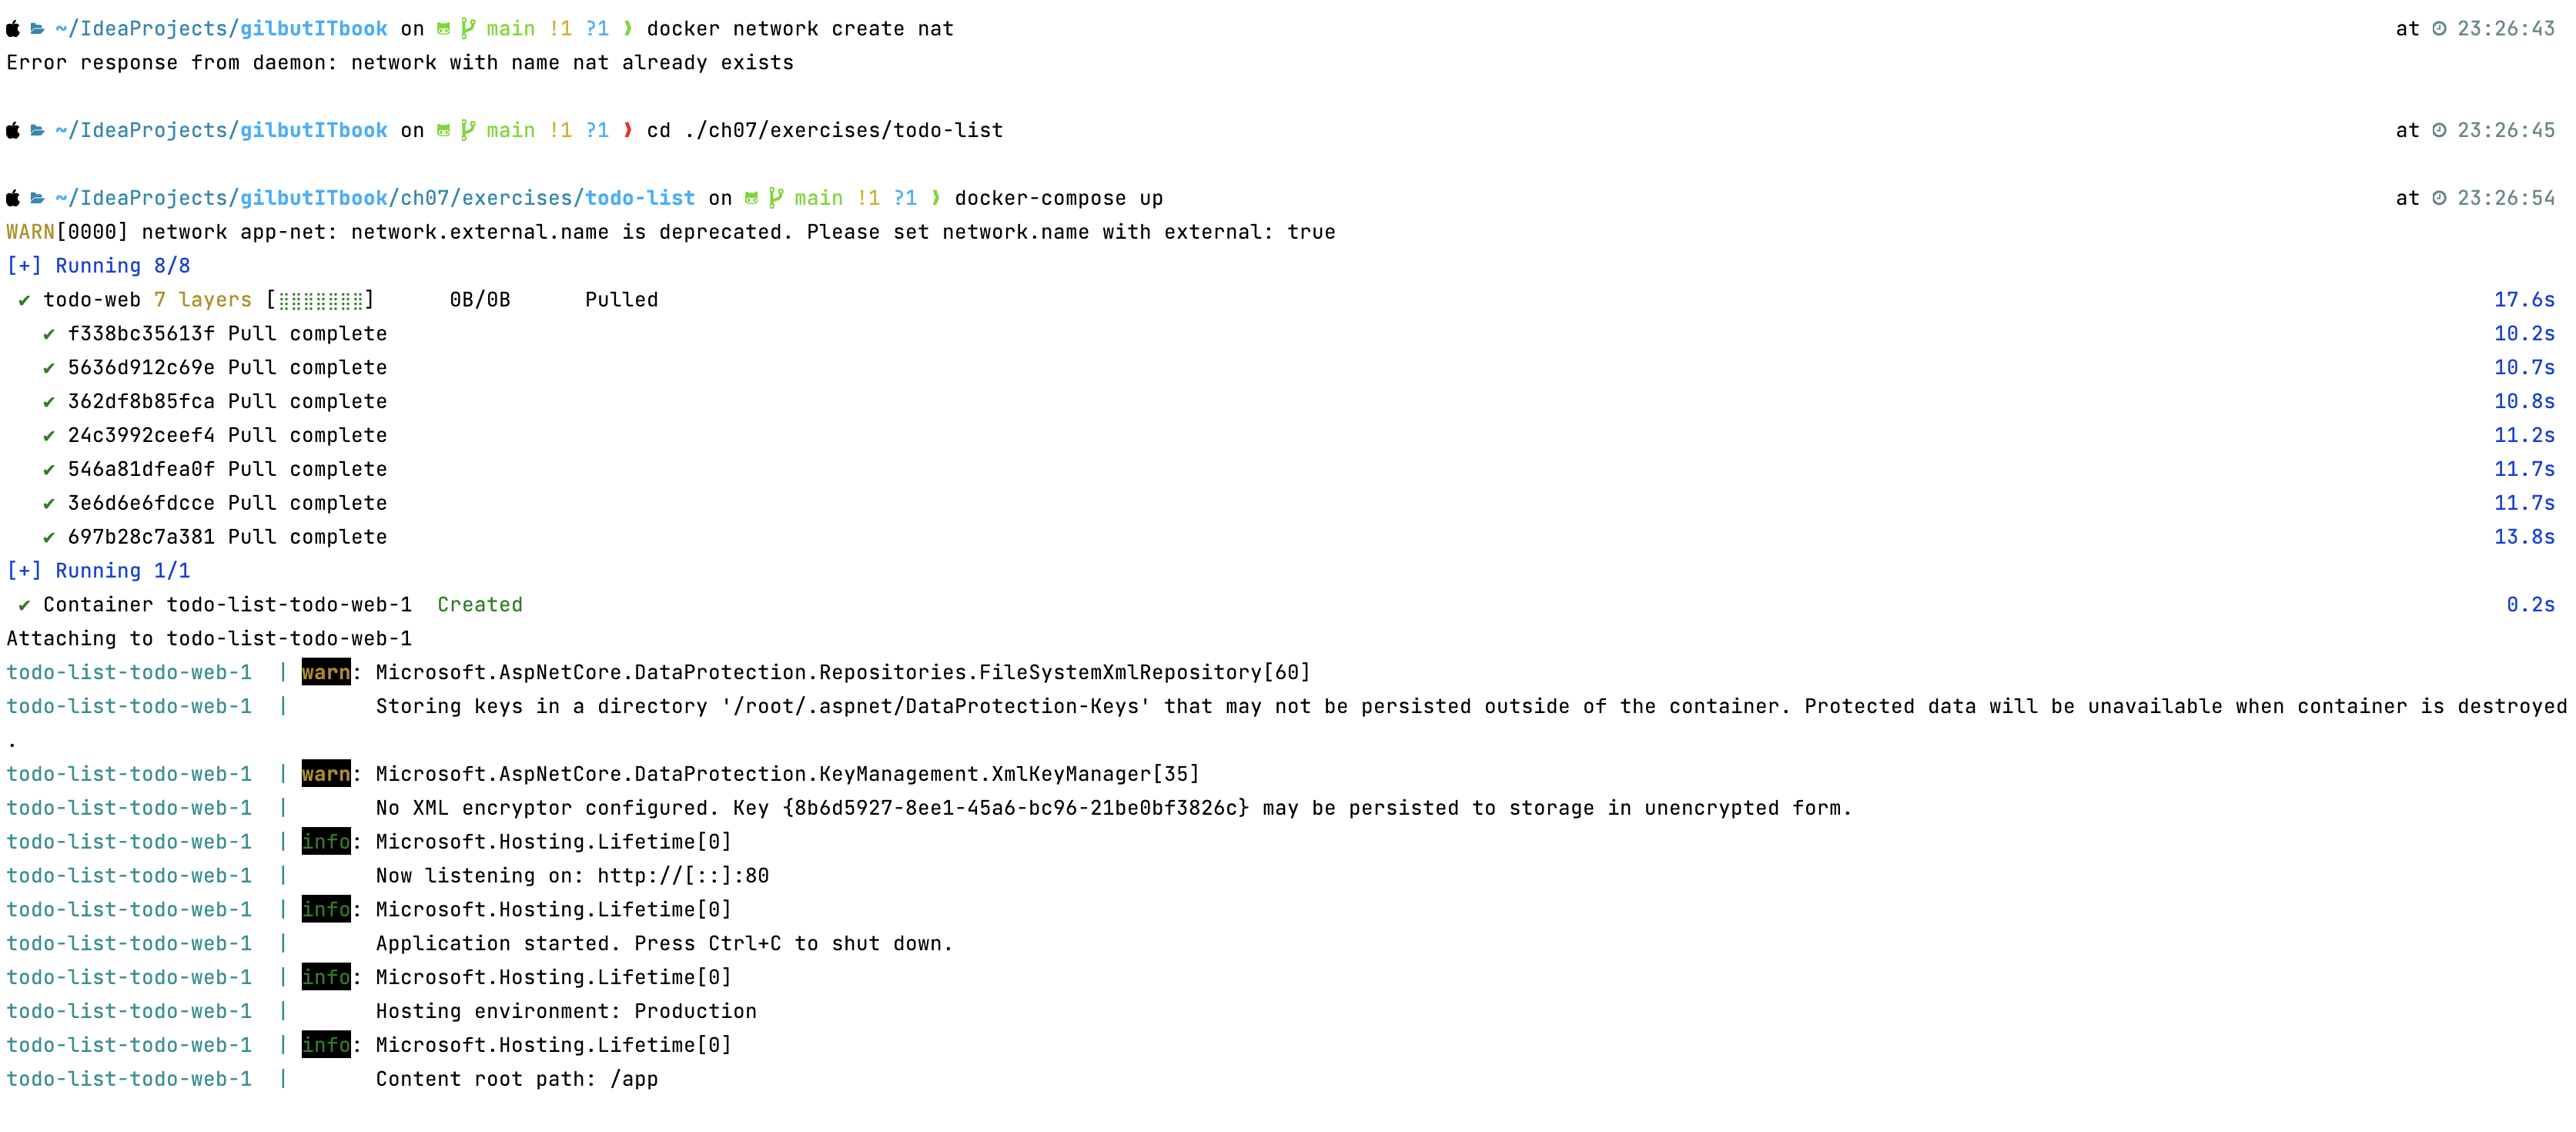 ~/IdeaProjects/gilbutITbook on main !1 ?1 ❯ docker network create nat at 23:26:43
Error response from daemon: network with name nat already exists
~/IdeaProjects/gilbutITbook on main !1 ?1 ❯ cd ./ch07/exercises/todo-list at 23:26:45
~/IdeaProjects/gilbutITbook/ch07/exercises/todo-list on main !1 ?1 ❯ docker-compose up at 23:26:54
WARN[0000] network app-net: network.external.name is deprecated. Please set network.name with external: true
[+] Running 8/8
✔ todo-web 7 layers [⣿⣿⣿⣿⣿⣿⣿] 0B/0B Pulled 17.6s
✔ f338bc35613f Pull complete 10.2s
✔ 5636d912c69e Pull complete 10.7s
✔ 362df8b85fca Pull complete 10.8s
✔ 24c3992ceef4 Pull complete 11.2s
✔ 546a81dfea0f Pull complete 11.7s
✔ 3e6d6e6fdcce Pull complete 11.7s
✔ 697b28c7a381 Pull complete 13.8s
[+] Running 1/1
✔ Container todo-list-todo-web-1 Created 0.2s
Attaching to todo-list-todo-web-1
todo-list-todo-web-1 | warn: Microsoft.AspNetCore.DataProtection.Repositories.FileSystemXmlRepository[60]
todo-list-todo-web-1 | Storing keys in a directory '/root/.aspnet/DataProtection-Keys' that may not be persisted outside of the container. Protected data will be unavailable when container is destroyed
.
todo-list-todo-web-1 | warn: Microsoft.AspNetCore.DataProtection.KeyManagement.XmlKeyManager[35]
todo-list-todo-web-1 | No XML encryptor configured. Key {8b6d5927-8ee1-45a6-bc96-21be0bf3826c} may be persisted to storage in unencrypted form.
todo-list-todo-web-1 | info: Microsoft.Hosting.Lifetime[0]
todo-list-todo-web-1 | Now listening on: http://[::]:80
todo-list-todo-web-1 | info: Microsoft.Hosting.Lifetime[0]
todo-list-todo-web-1 | Application started. Press Ctrl+C to shut down.
todo-list-todo-web-1 | info: Microsoft.Hosting.Lifetime[0]
todo-list-todo-web-1 | Hosting environment: Production
todo-list-todo-web-1 | info: Microsoft.Hosting.Lifetime[0]
todo-list-todo-web-1 | Content root path: /app